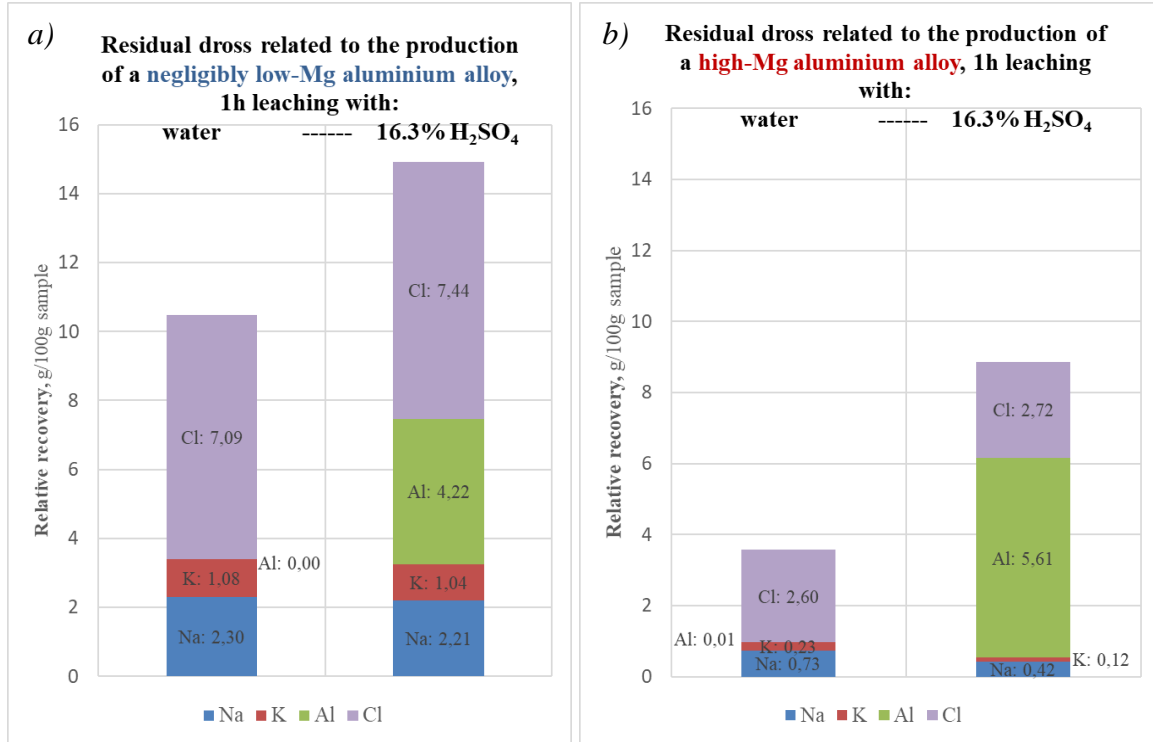 a)
Residual dross related to the production
of a negligibly low-Mg aluminium alloy,
1h leaching with:
water ------ 16.3% H₂SO₄
16
14
12
10
8
6
4
2
0
Relative recovery, g/100g sample
Cl: 7,09
Al: 0,00
K: 1,08
Na: 2,30
Cl: 7,44
Al: 4,22
K: 1,04
Na: 2,21
Na K Al Cl
b)
Residual dross related to the production of
a high-Mg aluminium alloy, 1h leaching
with:
water ------ 16.3% H₂SO₄
16
14
12
10
8
6
4
2
0
Relative recovery, g/100g sample
Cl: 2,60
Al: 0,01
K: 0,23
Na: 0,73
Cl: 2,72
Al: 5,61
K: 0,12
Na: 0,42
Na K Al Cl